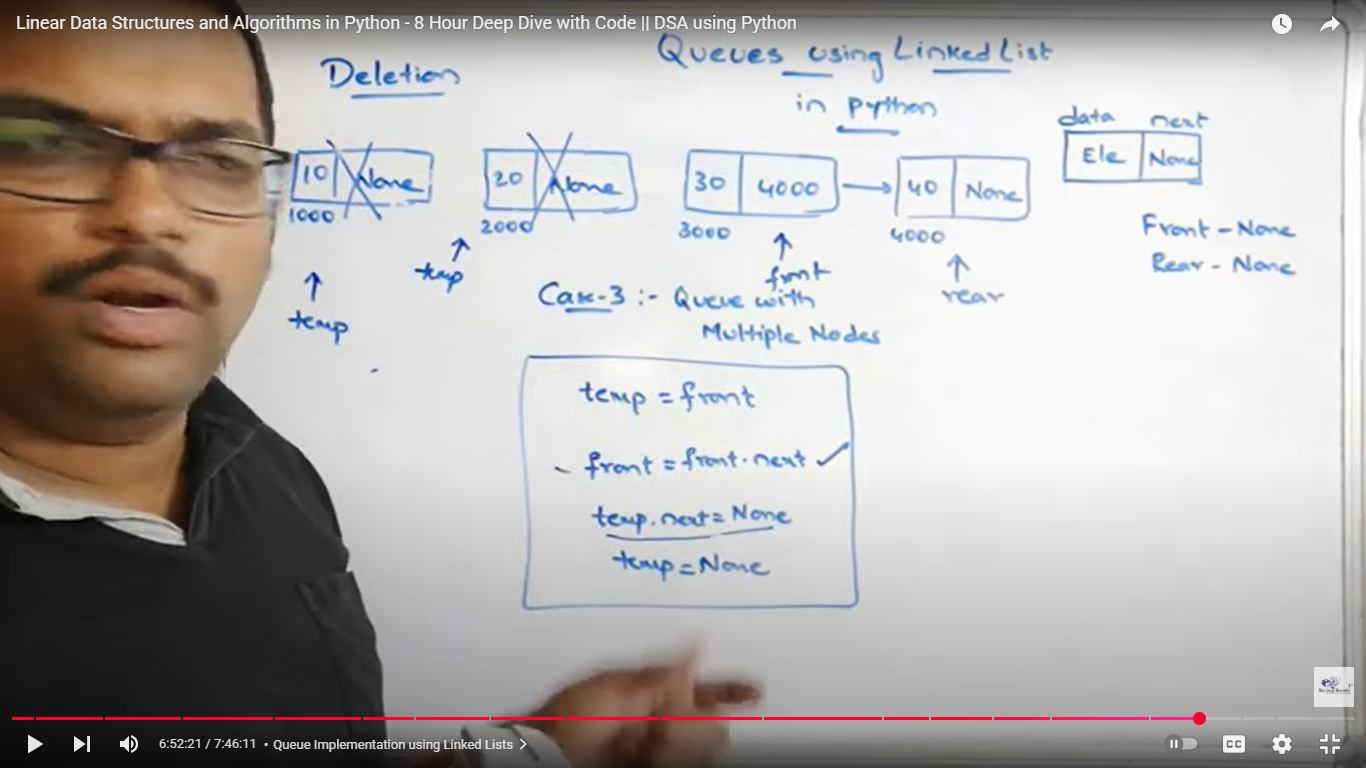 Linear Data Structures and Algorithms in Python - 8 Hour Deep Dive with Code || DSA using Python
Deletion
Queues using Linked List
in python
data next
Ele None
10 None
20 None
30 4000
40 None
1000
2000
3000
4000
Front - None
Rear - None
temp
temp
front
rear
Case-3 :- Queue with
Multiple Nodes
temp = front
front = front.next ✓
temp.next = None
temp = None
6:52:21 / 7:46:11 • Queue Implementation using Linked Lists
CC